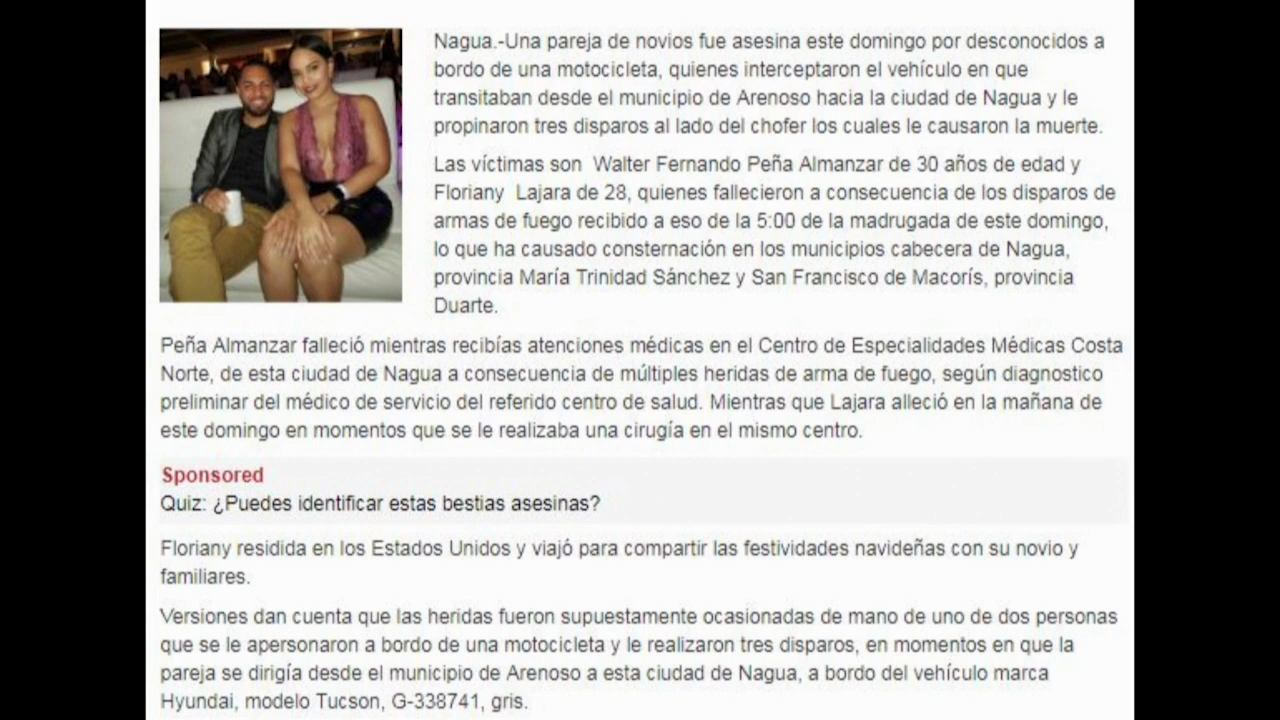 Nagua.-Una pareja de novios fue asesina este domingo por desconocidos a
bordo de una motocicleta, quienes interceptaron el vehículo en que
transitaban desde el municipio de Arenoso hacia la ciudad de Nagua y le
propinaron tres disparos al lado del chofer los cuales le causaron la muerte.
Las víctimas son Walter Fernando Peña Almanzar de 30 años de edad y
Floriany Lajara de 28, quienes fallecieron a consecuencia de los disparos de
armas de fuego recibido a eso de la 5:00 de la madrugada de este domingo,
lo que ha causado consternación en los municipios cabecera de Nagua,
provincia María Trinidad Sánchez y San Francisco de Macorís, provincia
Duarte.
Peña Almanzar falleció mientras recibías atenciones médicas en el Centro de Especialidades Médicas Costa
Norte, de esta ciudad de Nagua a consecuencia de múltiples heridas de arma de fuego, según diagnostico
preliminar del médico de servicio del referido centro de salud. Mientras que Lajara alleció en la mañana de
este domingo en momentos que se le realizaba una cirugía en el mismo centro.
Sponsored
Quiz: ¿Puedes identificar estas bestias asesinas?
Floriany residida en los Estados Unidos y viajó para compartir las festividades navideñas con su novio y
familiares.
Versiones dan cuenta que las heridas fueron supuestamente ocasionadas de mano de uno de dos personas
que se le apersonaron a bordo de una motocicleta y le realizaron tres disparos, en momentos en que la
pareja se dirigía desde el municipio de Arenoso a esta ciudad de Nagua, a bordo del vehículo marca
Hyundai, modelo Tucson, G-338741, gris.